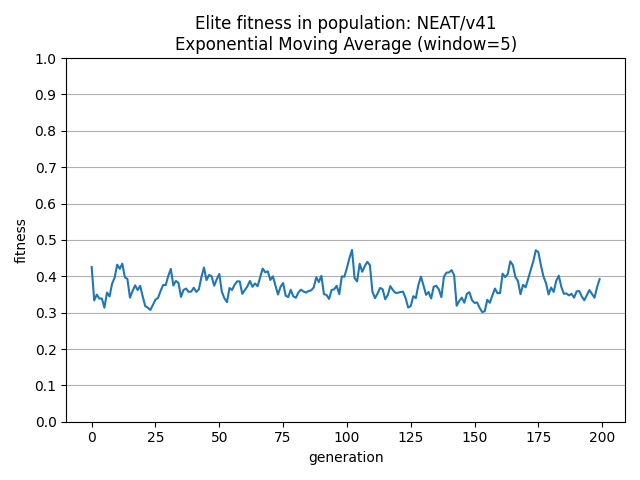 Elite fitness in population: NEAT/v41
Exponential Moving Average (window=5)
1.0
0.9
0.8
0.7
0.6
0.5
0.4
0.3
0.2
0.1
0.0
fitness
0 25 50 75 100 125 150 175 200
generation